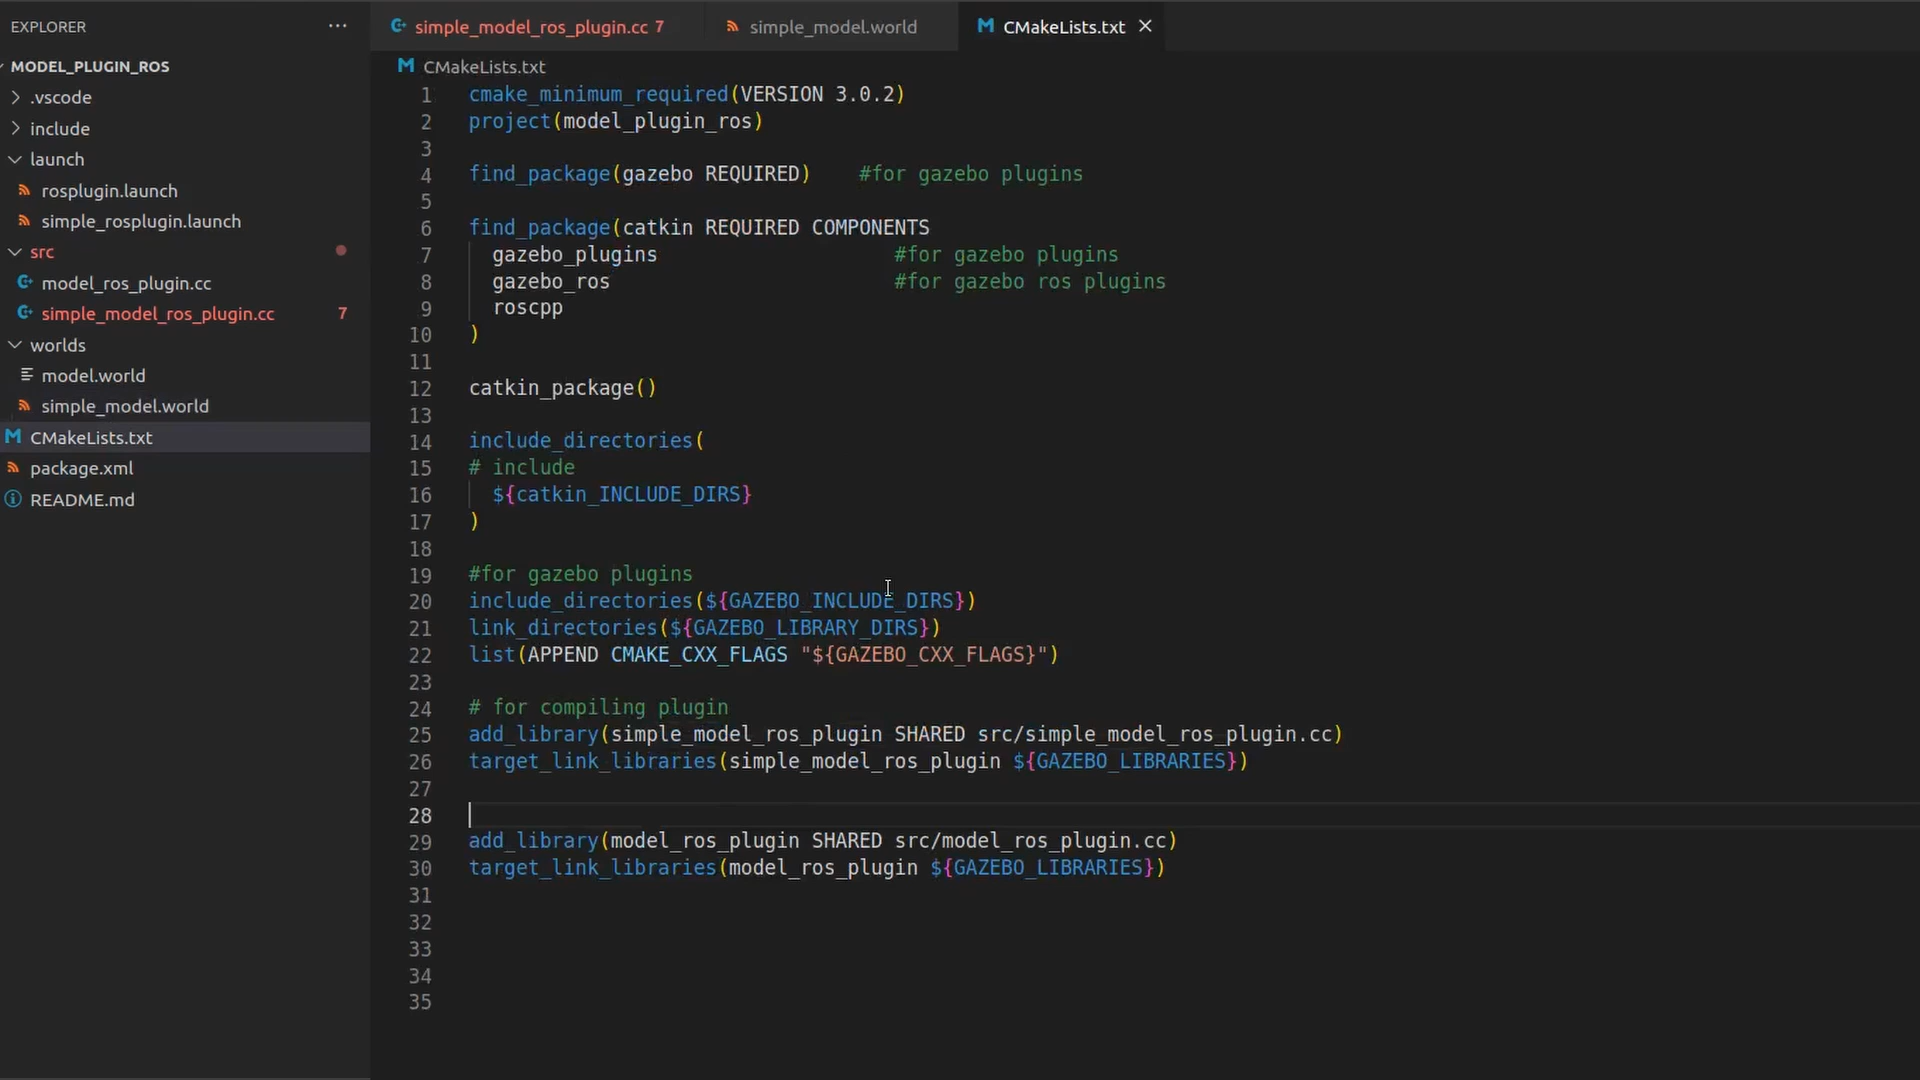 EXPLORER ...
MODEL_PLUGIN_ROS
.vscode
include
launch
rosplugin.launch
simple_rosplugin.launch
src
model_ros_plugin.cc
simple_model_ros_plugin.cc 7
worlds
model.world
simple_model.world
CMakeLists.txt
package.xml
README.md
simple_model_ros_plugin.cc 7 simple_model.world CMakeLists.txt
CMakeLists.txt
1 cmake_minimum_required(VERSION 3.0.2)
2 project(model_plugin_ros)
3
4 find_package(gazebo REQUIRED) #for gazebo plugins
5
6 find_package(catkin REQUIRED COMPONENTS
7 gazebo_plugins #for gazebo plugins
8 gazebo_ros #for gazebo ros plugins
9 roscpp
10 )
11
12 catkin_package()
13
14 include_directories(
15 # include
16 ${catkin_INCLUDE_DIRS}
17 )
18
19 #for gazebo plugins
20 include_directories(${GAZEBO_INCLUDE_DIRS})
21 link_directories(${GAZEBO_LIBRARY_DIRS})
22 list(APPEND CMAKE_CXX_FLAGS "${GAZEBO_CXX_FLAGS}")
23
24 # for compiling plugin
25 add_library(simple_model_ros_plugin SHARED src/simple_model_ros_plugin.cc)
26 target_link_libraries(simple_model_ros_plugin ${GAZEBO_LIBRARIES})
27
28
29 add_library(model_ros_plugin SHARED src/model_ros_plugin.cc)
30 target_link_libraries(model_ros_plugin ${GAZEBO_LIBRARIES})
31
32
33
34
35